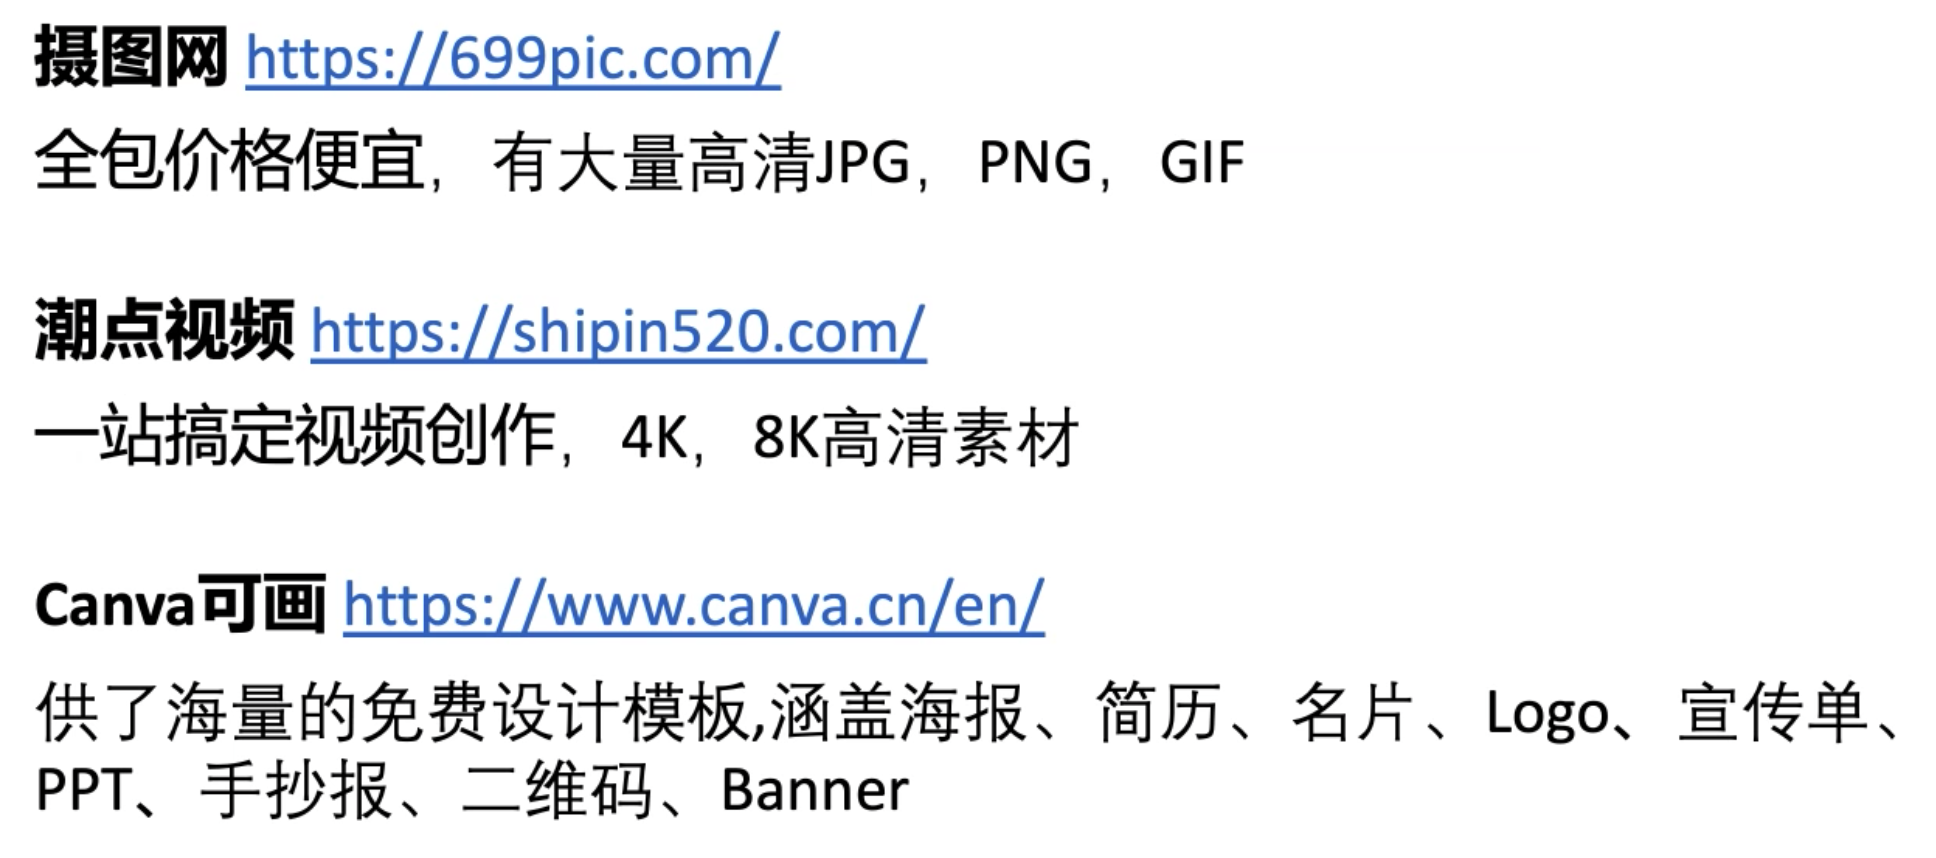 摄图网 https://699pic.com/
全包价格便宜，有大量高清JPG，PNG，GIF
潮点视频 https://shipin520.com/
一站搞定视频创作，4K，8K高清素材
Canva可画 https://www.canva.cn/en/
供了海量的免费设计模板,涵盖海报、简历、名片、Logo、宣传单、
PPT、手抄报、二维码、Banner